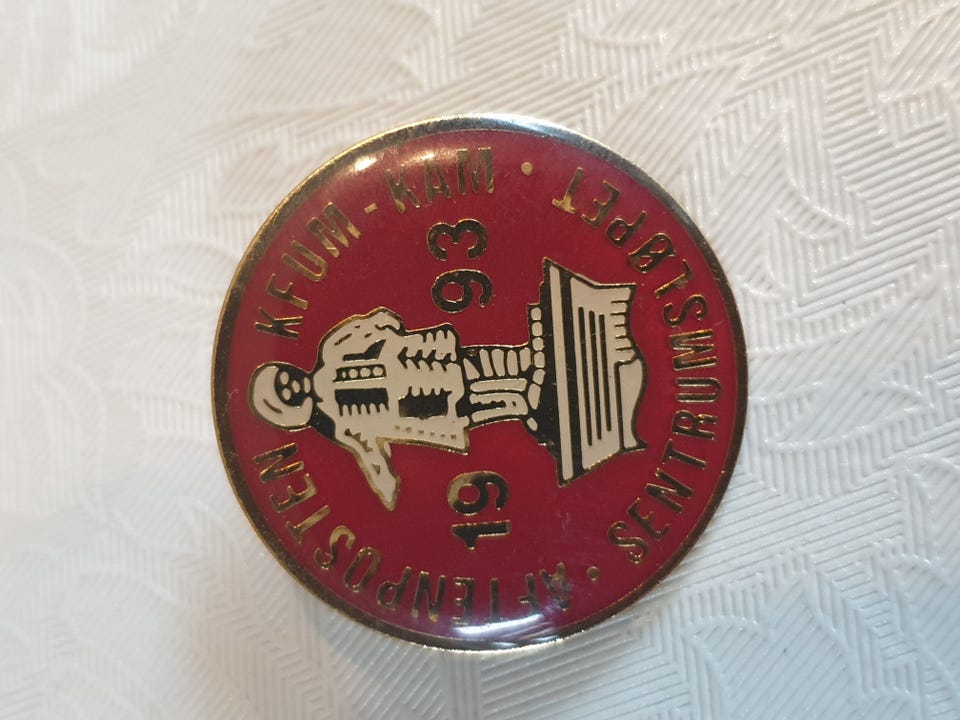 AFTENPOSTEN KFUM-KAM
19 93
SENTRUMSLØPET